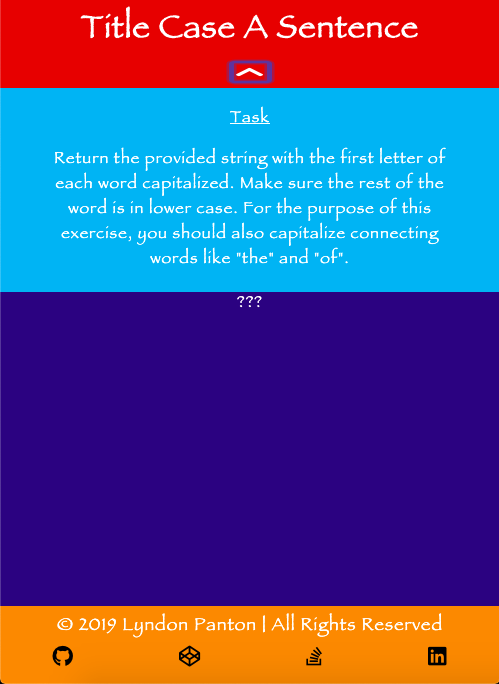 Title Case A Sentence
Task
Return the provided string with the first letter of
each word capitalized. Make sure the rest of the
word is in lower case. For the purpose of this
exercise, you should also capitalize connecting
words like "the" and "of".
???
© 2019 Lyndon Panton | All Rights Reserved